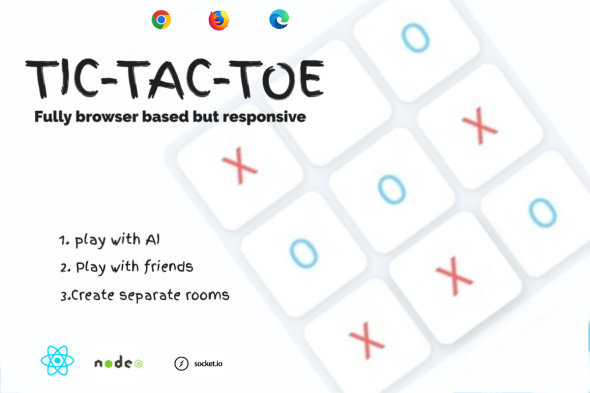 TIC-TAC-TOE
Fully browser based but responsive
O
X
X
O
O
O
X
X
1. play with AI
2. Play with friends
3.Create separate rooms
node js
socket.io